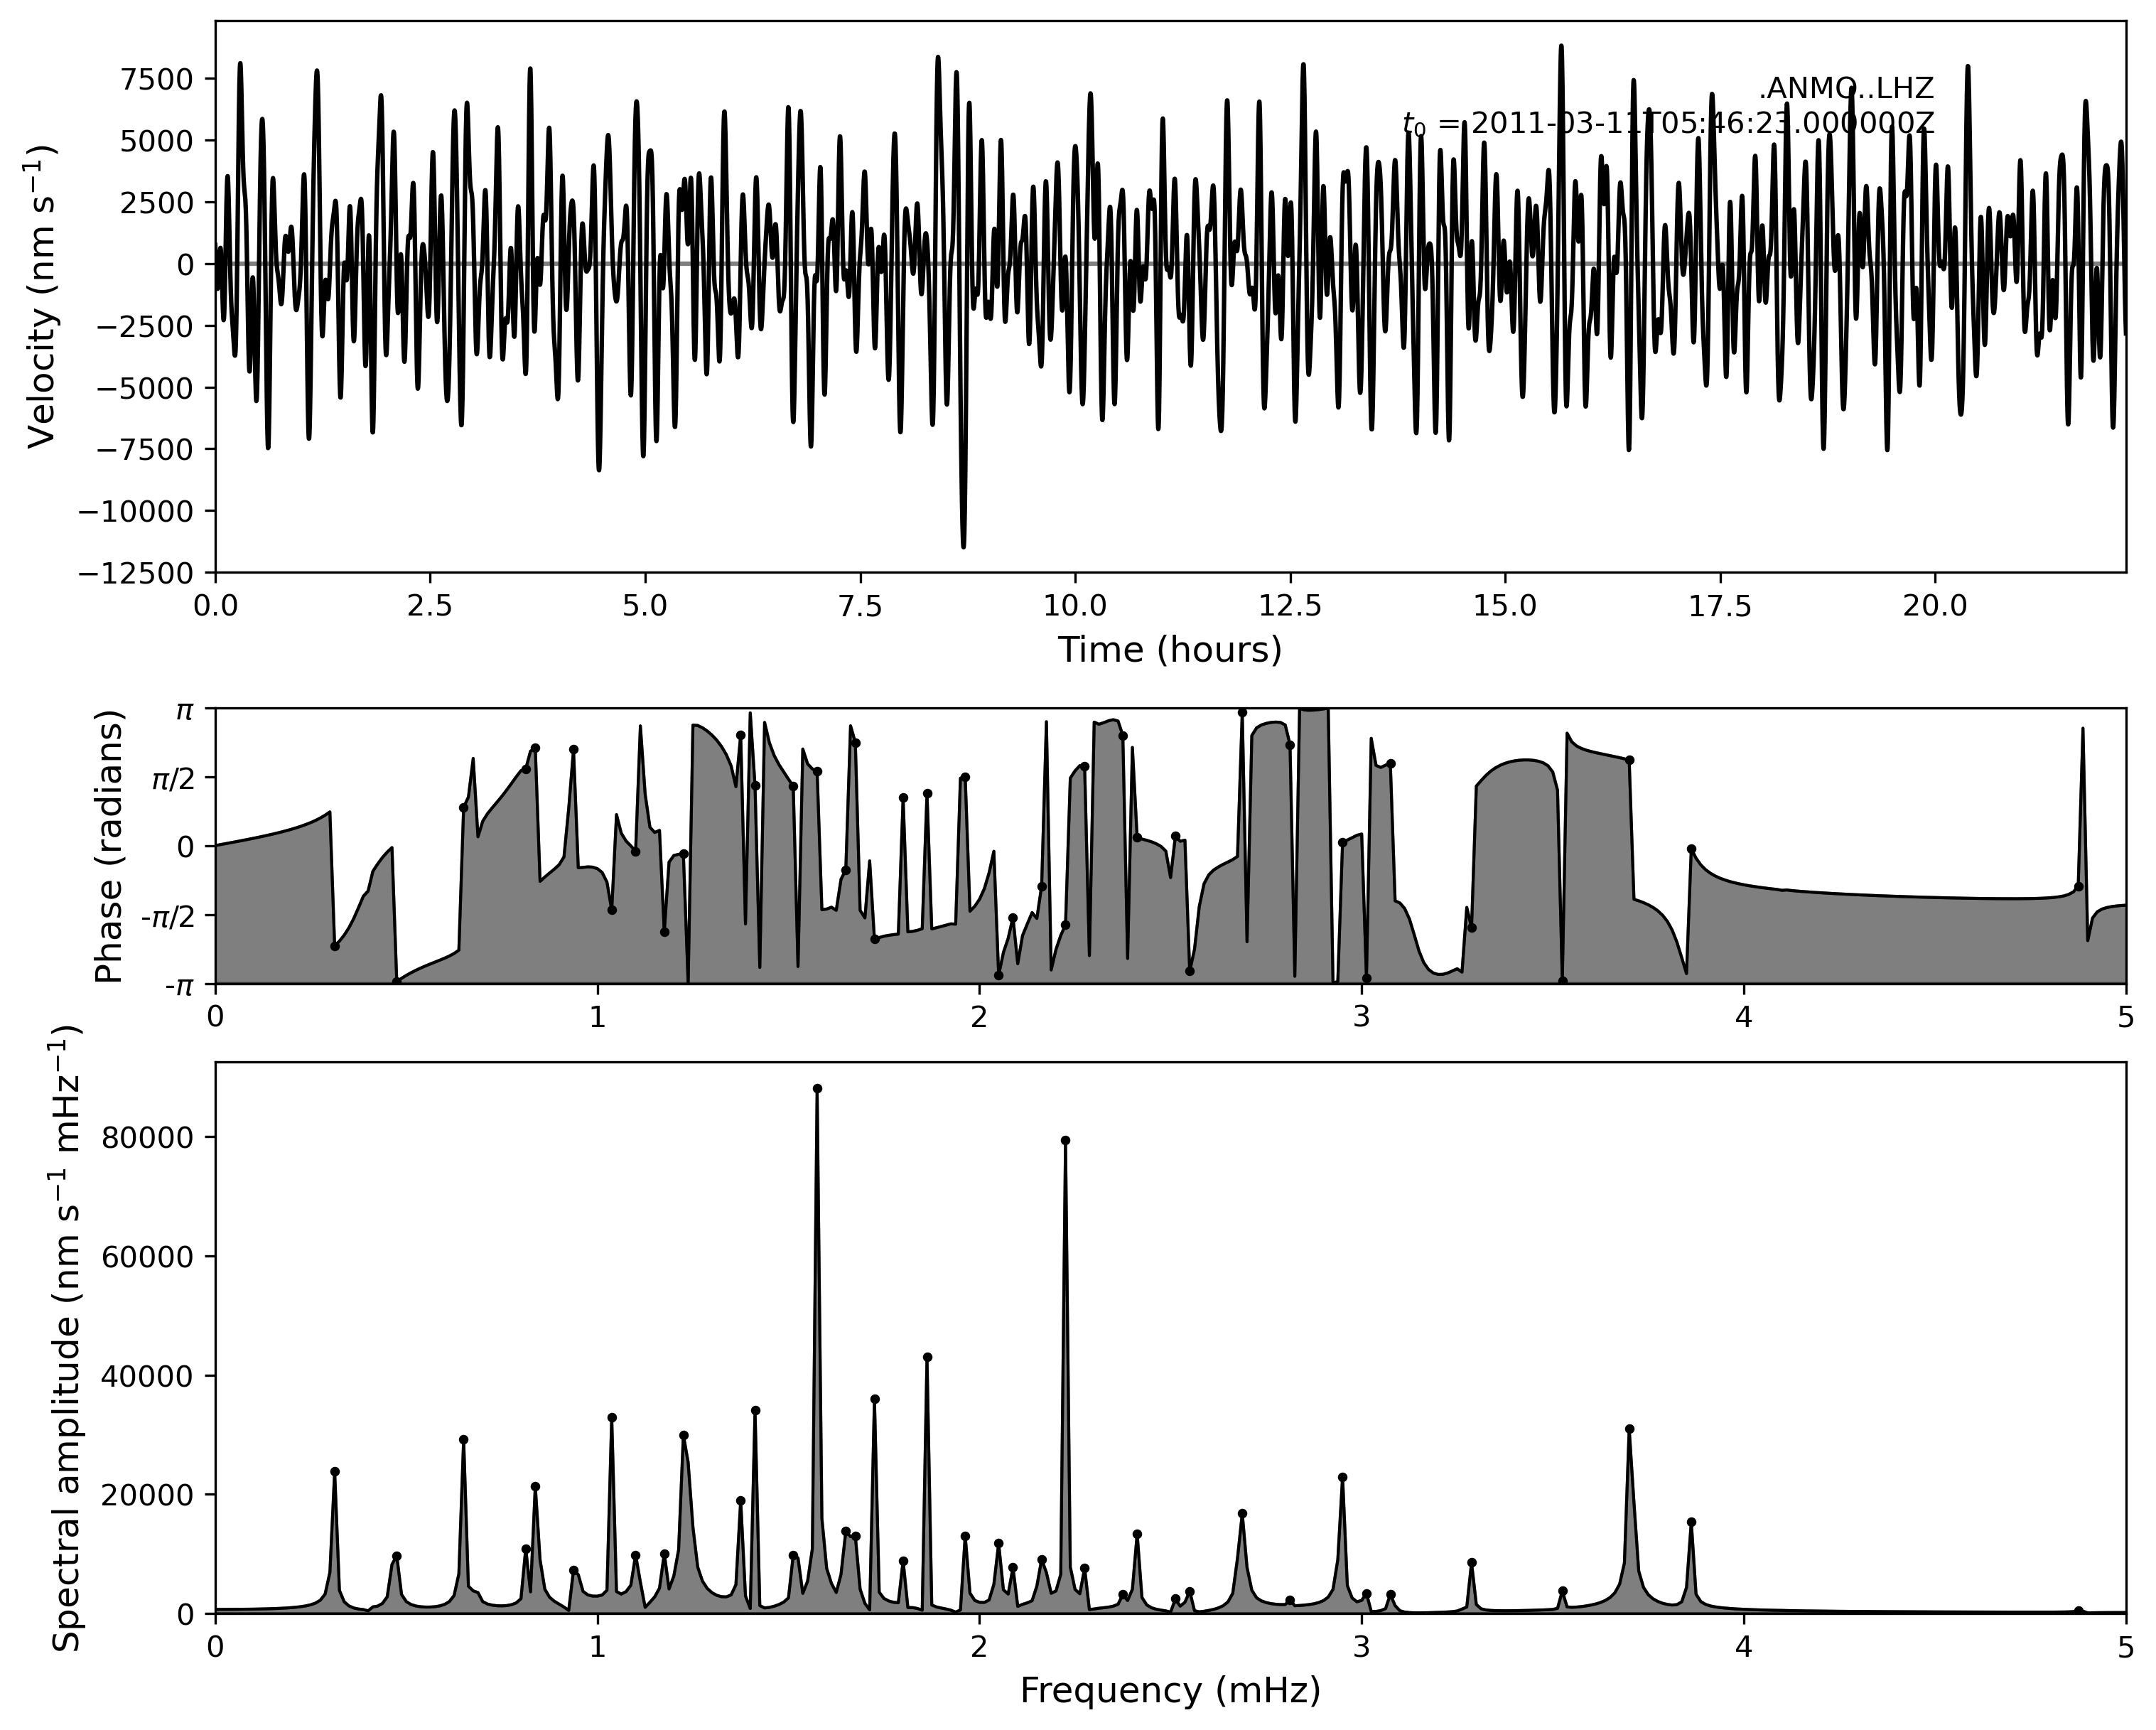 7500
5000
2500
0
−2500
−5000
−7500
−10000
−12500
Velocity (nm s⁻¹)
.ANMO..LHZ
t₀ = 2011-03-11T05:46:23.000000Z
0.0 2.5 5.0 7.5 10.0 12.5 15.0 17.5 20.0
Time (hours)
π
π/2
0
-π/2
-π
Phase (radians)
0 1 2 3 4 5
80000
60000
40000
20000
0
Spectral amplitude (nm s⁻¹ mHz⁻¹)
0 1 2 3 4 5
Frequency (mHz)